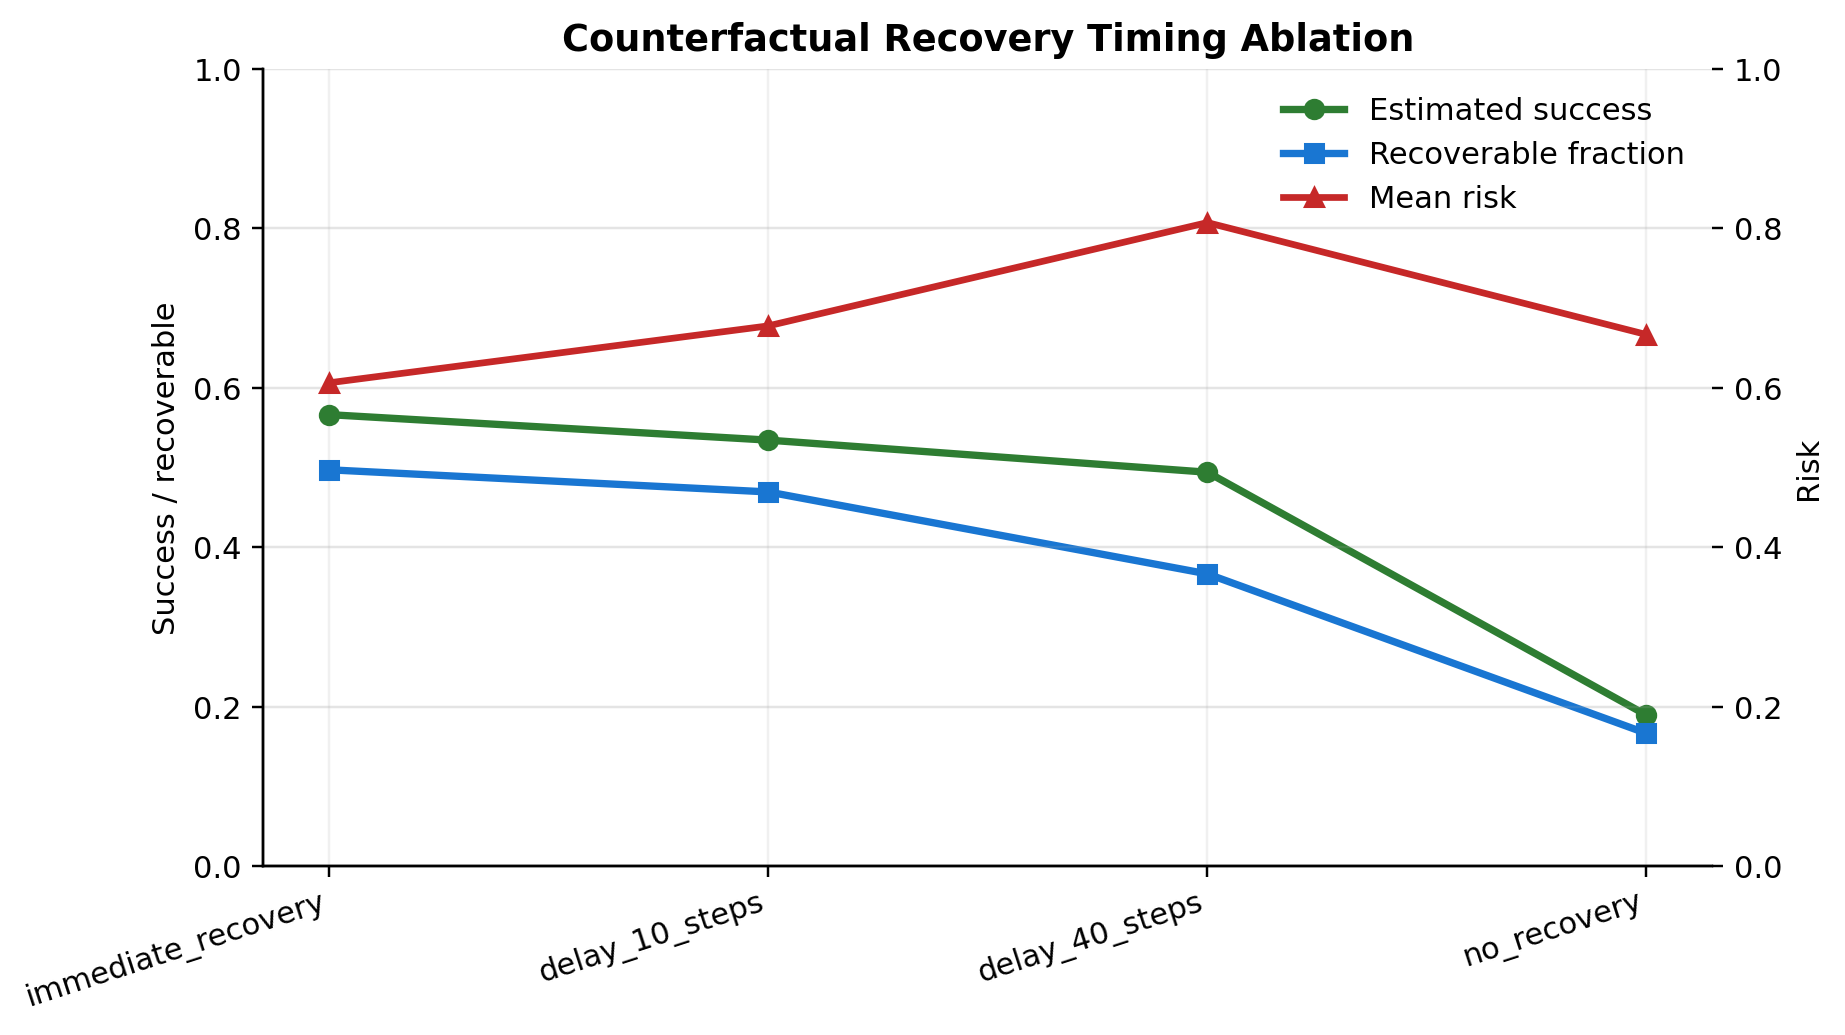 Counterfactual Recovery Timing Ablation
Estimated success
Recoverable fraction
Mean risk
Success / recoverable
1.0
0.8
0.6
0.4
0.2
0.0
1.0
0.8
0.6
0.4
0.2
0.0
Risk
immediate_recovery
delay_10_steps
delay_40_steps
no_recovery